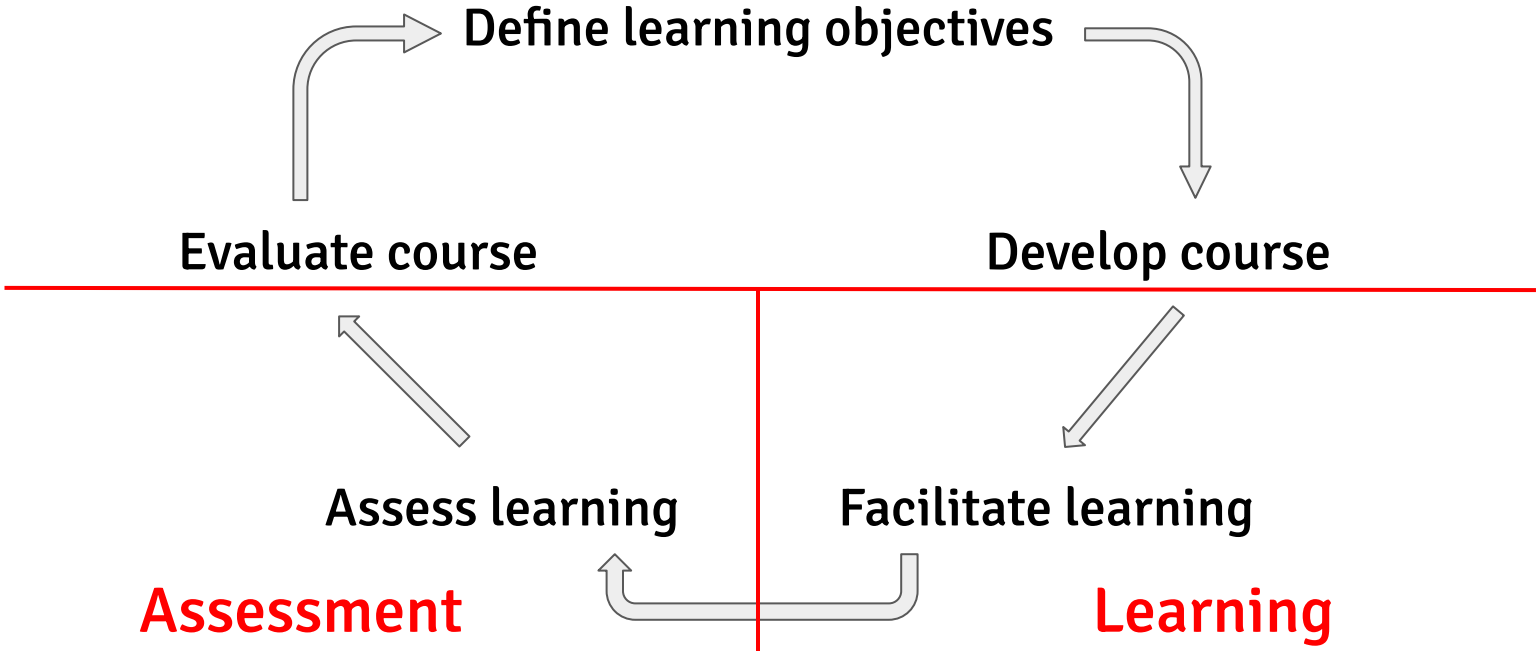 Define learning objectives
Evaluate course
Develop course
Assess learning
Facilitate learning
Assessment
Learning